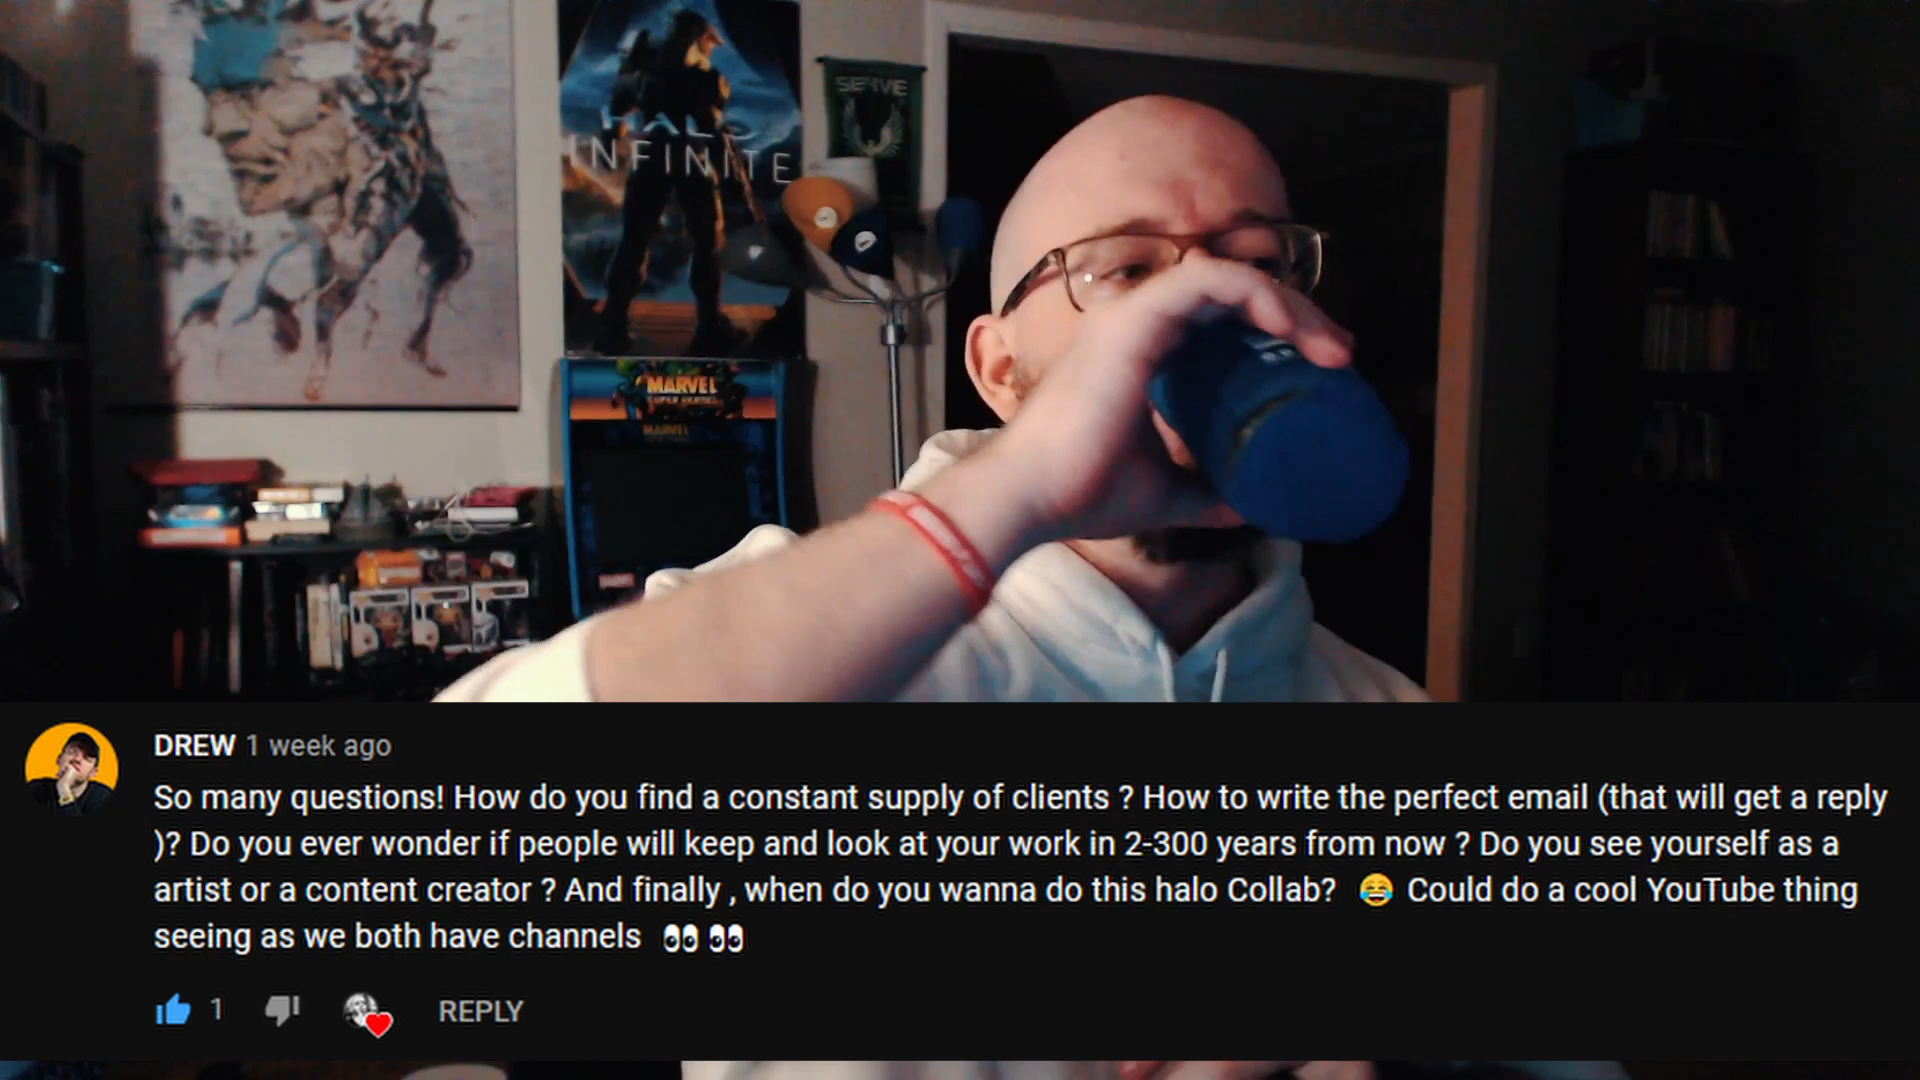 SERVE
HALO
INFINITE
MARVEL
SUPER HEROES
MARVEL
DREW 1 week ago
So many questions! How do you find a constant supply of clients ? How to write the perfect email (that will get a reply
)? Do you ever wonder if people will keep and look at your work in 2-300 years from now ? Do you see yourself as a
artist or a content creator ? And finally , when do you wanna do this halo Collab? 😂 Could do a cool YouTube thing
seeing as we both have channels 👀 👀
1 REPLY